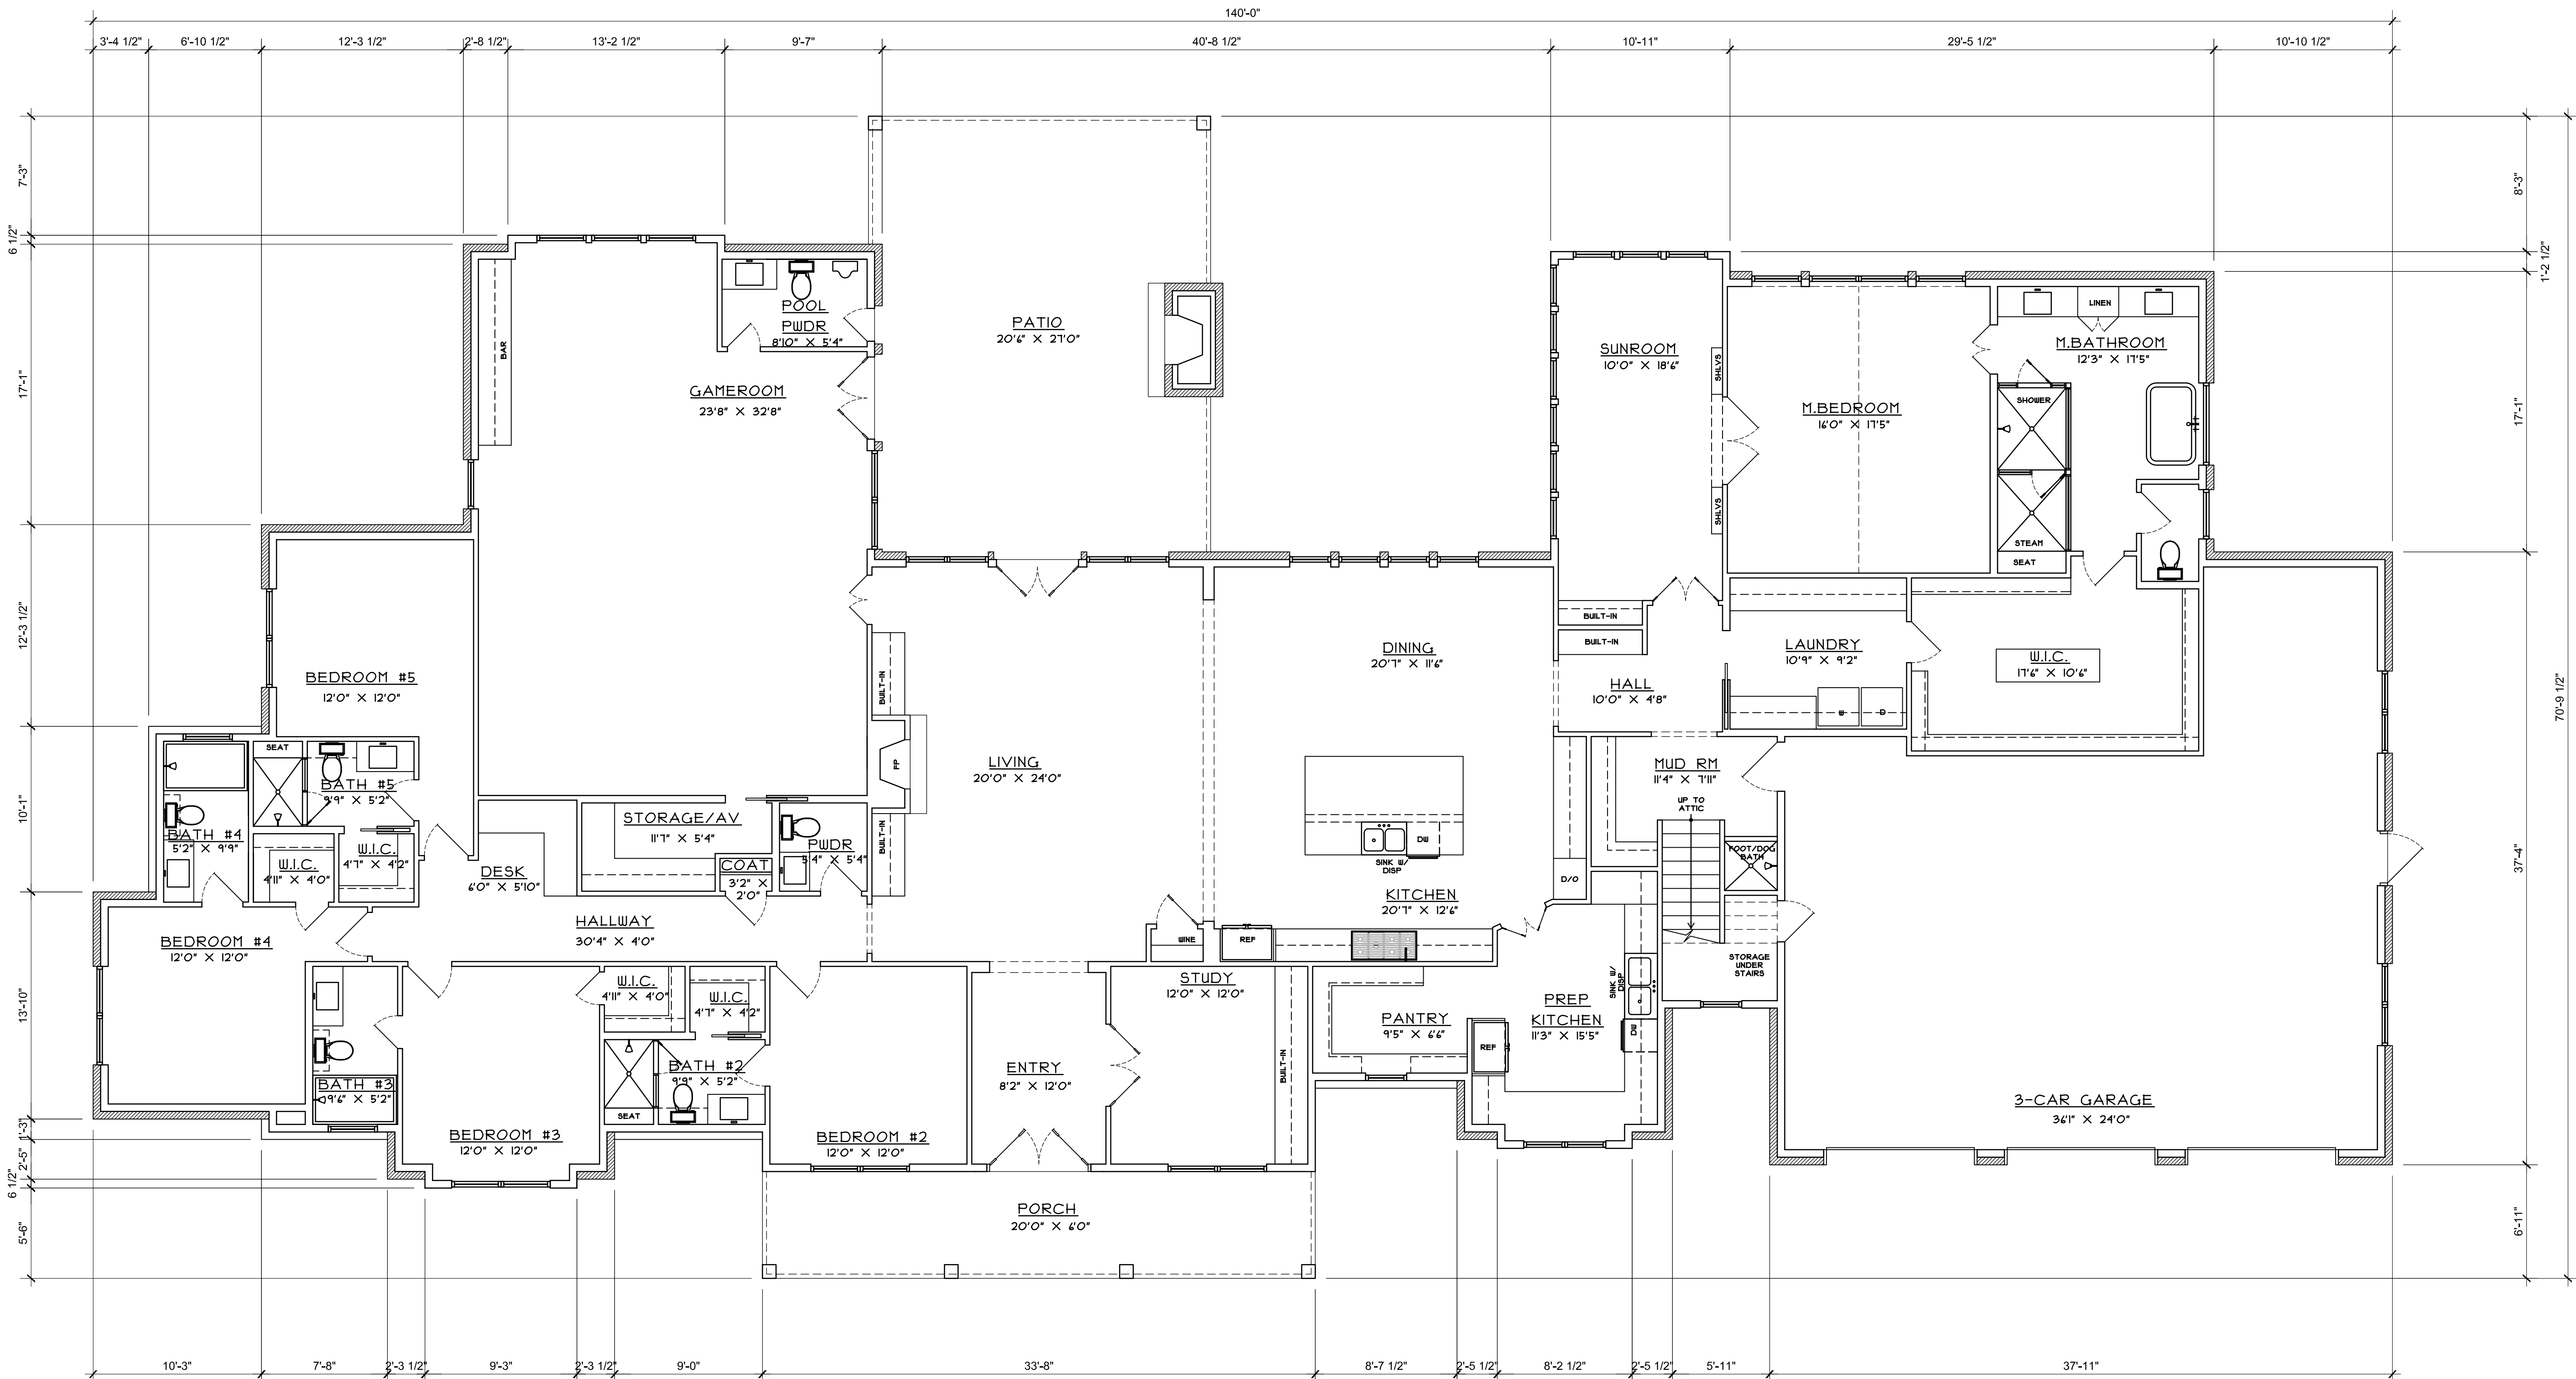 140'-0"
3'-4 1/2"
6'-10 1/2"
12'-3 1/2"
2'-8 1/2"
13'-2 1/2"
9'-7"
40'-8 1/2"
10'-11"
29'-5 1/2"
10'-10 1/2"
7'-3"
6 1/2"
17'-1"
12'-3 1/2"
10'-1"
13'-10"
1'-3"
2'-5"
6 1/2"
5'-6"
BAR
POOL
PWDR
8'10" X 5'4"
GAMEROOM
23'8" X 32'8"
PATIO
20'6" X 27'0"
SUNROOM
10'0" X 18'6"
SHLVS
SHLVS
M.BEDROOM
16'0" X 17'5"
LINEN
M.BATHROOM
12'3" X 17'5"
SHOWER
STEAM
SEAT
BEDROOM #5
12'0" X 12'0"
BUILT-IN
FP
BUILT-IN
LIVING
20'0" X 24'0"
DINING
20'7" X 11'6"
BUILT-IN
BUILT-IN
HALL
10'0" X 4'8"
LAUNDRY
10'9" X 9'2"
W
D
W.I.C.
17'6" X 10'6"
SEAT
BATH #5
9'9" X 5'2"
BATH #4
5'2" X 9'9"
W.I.C.
4'11" X 4'0"
W.I.C.
4'7" X 4'2"
DESK
6'0" X 5'10"
STORAGE/AV
11'7" X 5'4"
COAT
3'2" X
2'0"
PWDR
5'4" X 5'4"
SINK W/
DISP
DW
KITCHEN
20'7" X 12'6"
D/O
MUD RM
11'4" X 7'11"
UP TO
ATTIC
FOOT/DOG
BATH
STORAGE
UNDER
STAIRS
HALLWAY
30'4" X 4'0"
WINE
REF
BEDROOM #4
12'0" X 12'0"
W.I.C.
4'11" X 4'0"
W.I.C.
4'7" X 4'2"
BATH #3
9'6" X 5'2"
BATH #2
9'9" X 5'2"
SEAT
BEDROOM #3
12'0" X 12'0"
BEDROOM #2
12'0" X 12'0"
ENTRY
8'2" X 12'0"
STUDY
12'0" X 12'0"
BUILT-IN
PANTRY
9'5" X 6'6"
REF
PREP
KITCHEN
11'3" X 15'5"
SINK W/
DISP
DW
3-CAR GARAGE
36'1" X 24'0"
PORCH
20'0" X 6'0"
8'-3"
1'-2 1/2"
17'-1"
37'-4"
6'-11"
70'-9 1/2"
10'-3"
7'-8"
2'-3 1/2"
9'-3"
2'-3 1/2"
9'-0"
33'-8"
8'-7 1/2"
2'-5 1/2"
8'-2 1/2"
2'-5 1/2"
5'-11"
37'-11"